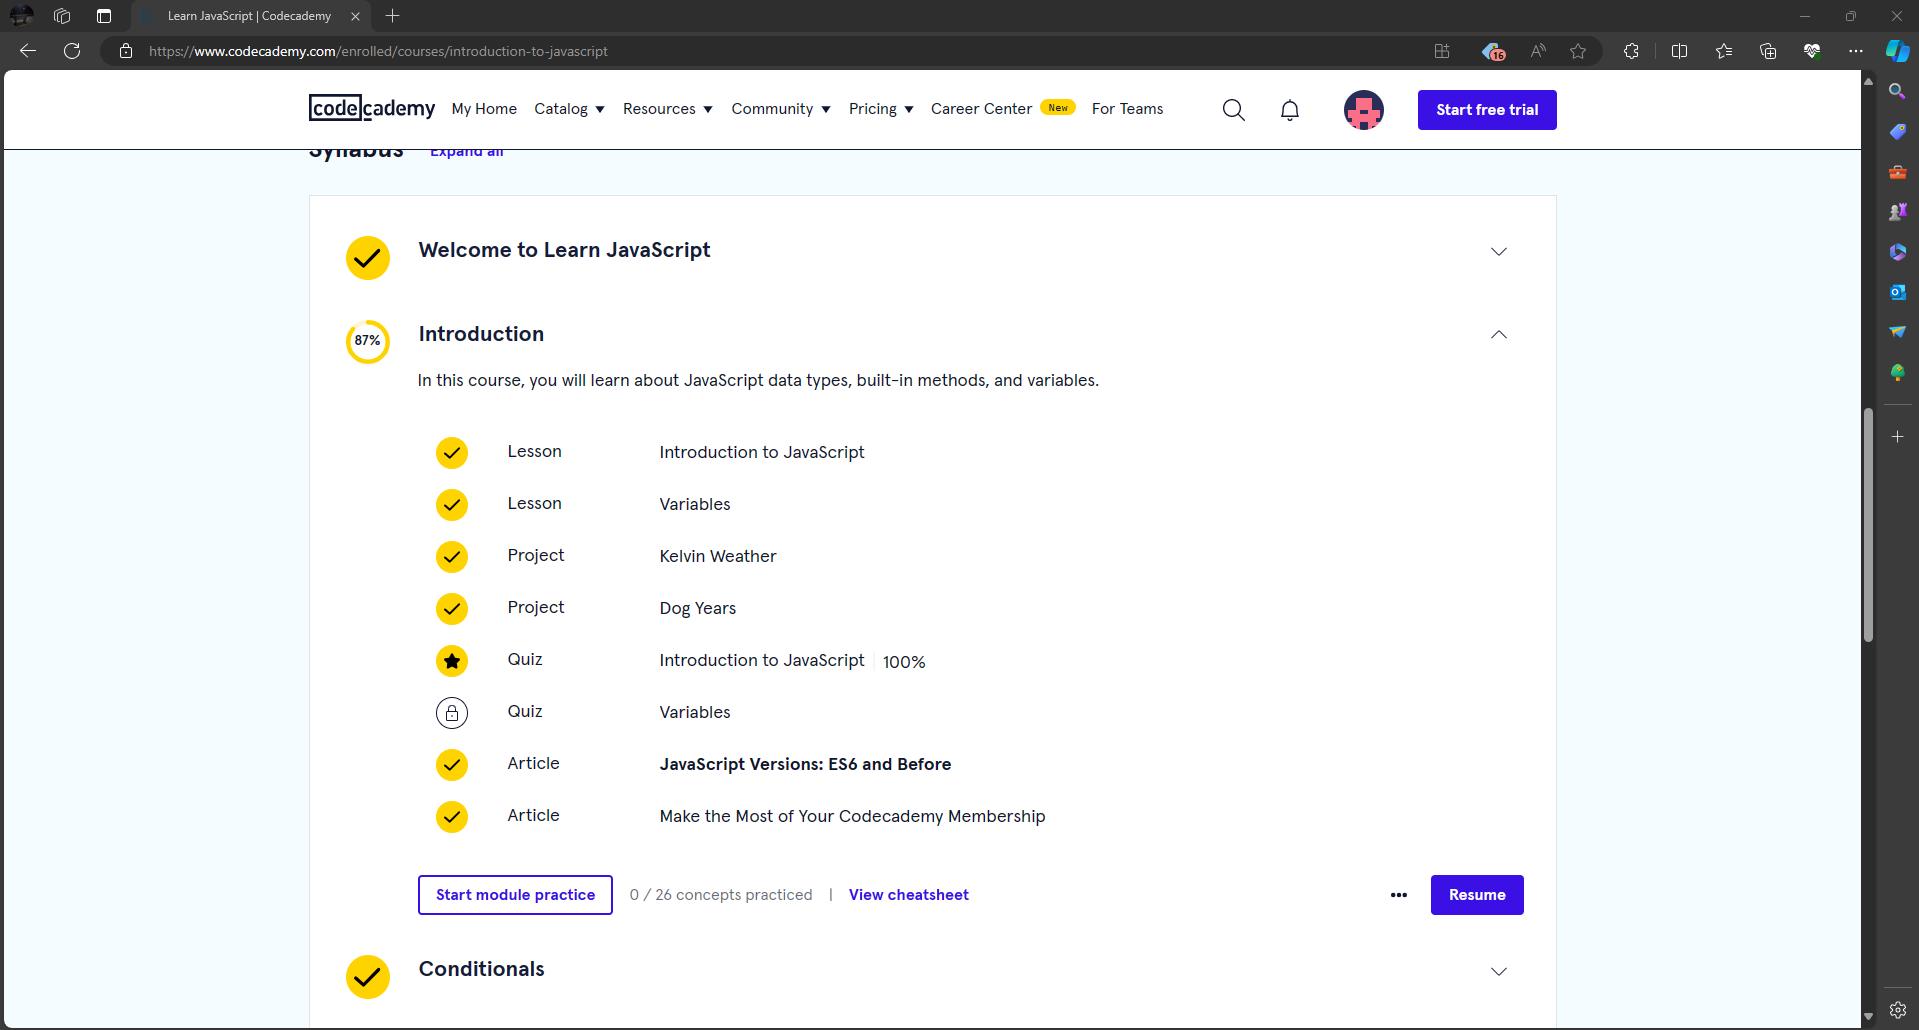 Learn JavaScript | Codecademy
https://www.codecademy.com/enrolled/courses/introduction-to-javascript
16
codecademy My Home Catalog Resources Community Pricing Career Center New For Teams Start free trial
Syllabus Expand all
Welcome to Learn JavaScript
87% Introduction
In this course, you will learn about JavaScript data types, built-in methods, and variables.
Lesson Introduction to JavaScript
Lesson Variables
Project Kelvin Weather
Project Dog Years
Quiz Introduction to JavaScript 100%
Quiz Variables
Article JavaScript Versions: ES6 and Before
Article Make the Most of Your Codecademy Membership
Start module practice 0 / 26 concepts practiced | View cheatsheet ••• Resume
Conditionals